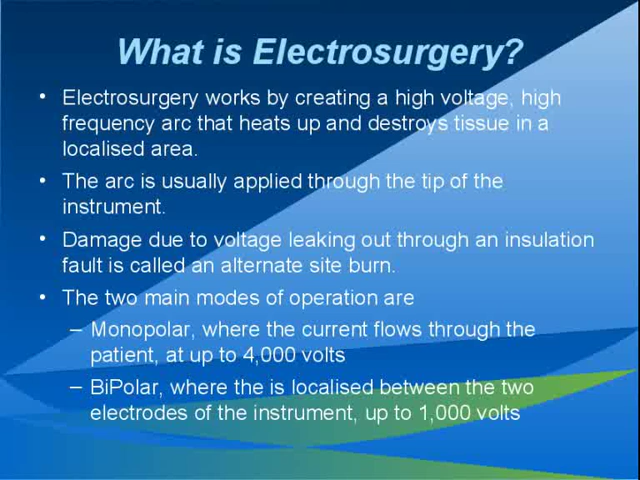 What is Electrosurgery?
• Electrosurgery works by creating a high voltage, high
frequency arc that heats up and destroys tissue in a
localised area.
• The arc is usually applied through the tip of the
instrument.
• Damage due to voltage leaking out through an insulation
fault is called an alternate site burn.
• The two main modes of operation are
– Monopolar, where the current flows through the
patient, at up to 4,000 volts
– BiPolar, where the is localised between the two
electrodes of the instrument, up to 1,000 volts